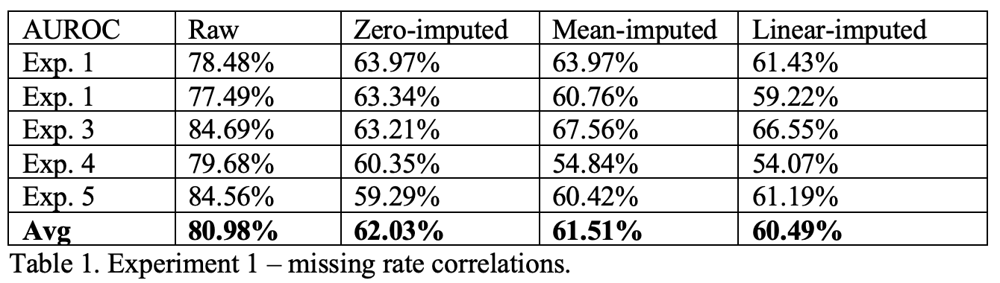 AUROC Raw Zero-imputed Mean-imputed Linear-imputed
Exp. 1 78.48% 63.97% 63.97% 61.43%
Exp. 1 77.49% 63.34% 60.76% 59.22%
Exp. 3 84.69% 63.21% 67.56% 66.55%
Exp. 4 79.68% 60.35% 54.84% 54.07%
Exp. 5 84.56% 59.29% 60.42% 61.19%
Avg 80.98% 62.03% 61.51% 60.49%
Table 1. Experiment 1 – missing rate correlations.